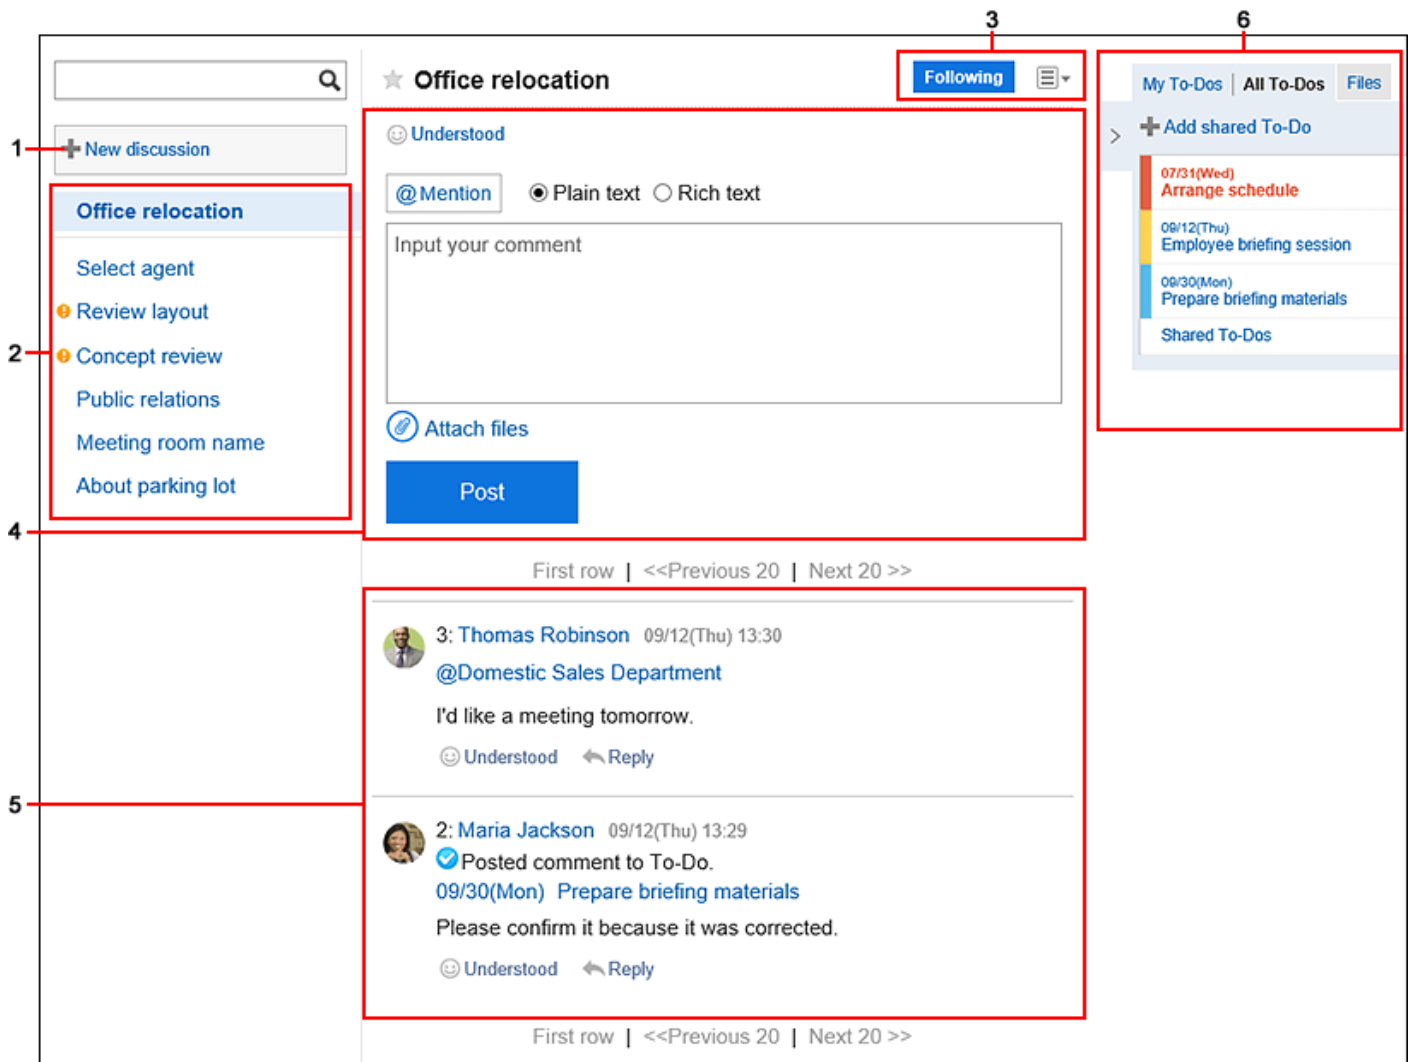 3
6
Office relocation
Following
My To-Dos | All To-Dos
Files
1
New discussion
Understood
Add shared To-Do
@Mention
Plain text
Rich text
07/31(Wed)
Arrange schedule
2
Office relocation
Select agent
Review layout
Concept review
Public relations
Meeting room name
About parking lot
Input your comment
09/12(Thu)
Employee briefing session
09/30(Mon)
Prepare briefing materials
Shared To-Dos
Attach files
Post
4
First row | <<Previous 20 | Next 20 >>
5
3: Thomas Robinson 09/12(Thu) 13:30
@Domestic Sales Department
I'd like a meeting tomorrow.
Understood Reply
2: Maria Jackson 09/12(Thu) 13:29
Posted comment to To-Do.
09/30(Mon) Prepare briefing materials
Please confirm it because it was corrected.
Understood Reply
First row | <<Previous 20 | Next 20 >>